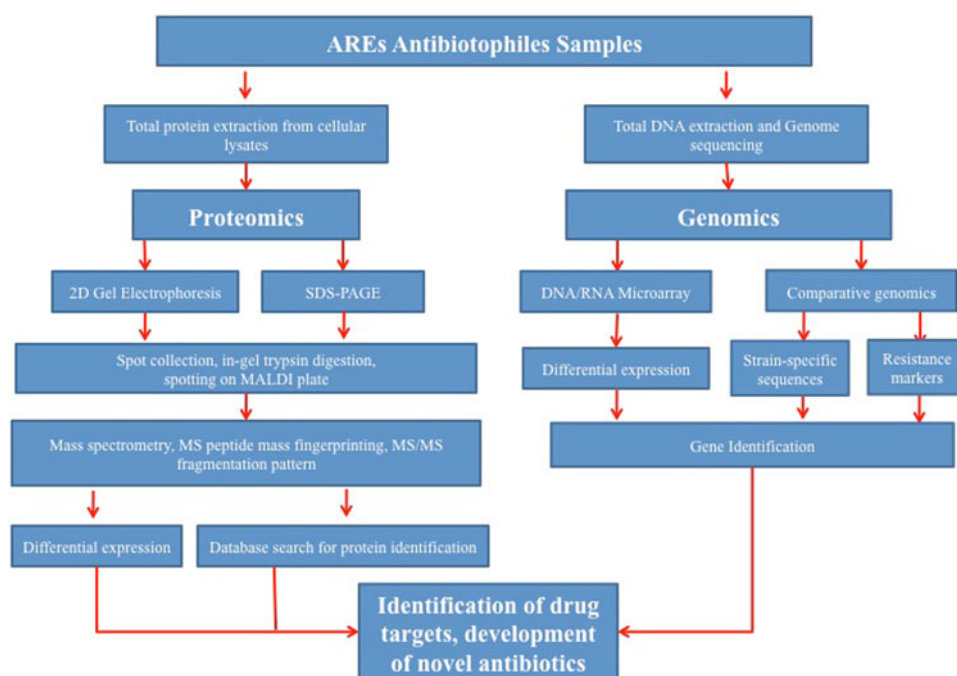 AREs Antibiotophiles Samples
Total protein extraction from cellular
lysates
Total DNA extraction and Genome
sequencing
Proteomics
Genomics
2D Gel Electrophoresis
SDS-PAGE
DNA/RNA Microarray
Comparative genomics
Spot collection, in-gel trypsin digestion,
spotting on MALDI plate
Differential expression
Strain-specific
sequences
Resistance
markers
Mass spectrometry, MS peptide mass fingerprinting, MS/MS
fragmentation pattern
Gene Identification
Differential expression
Database search for protein identification
Identification of drug
targets, development
of novel antibiotics